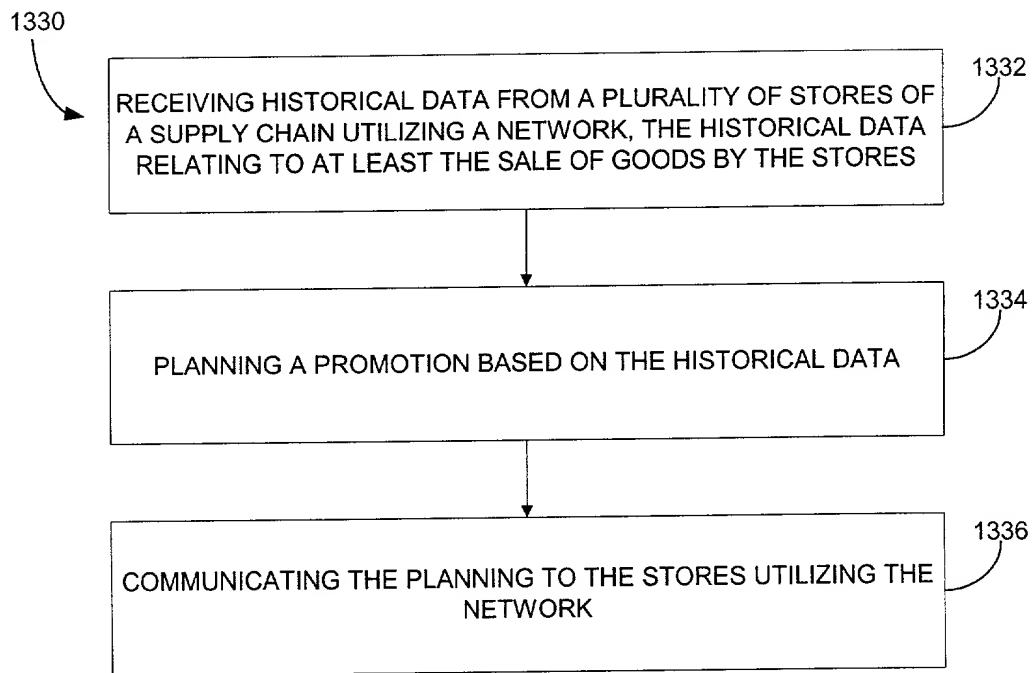 1330
1332
RECEIVING HISTORICAL DATA FROM A PLURALITY OF STORES OF
A SUPPLY CHAIN UTILIZING A NETWORK, THE HISTORICAL DATA
RELATING TO AT LEAST THE SALE OF GOODS BY THE STORES
1334
PLANNING A PROMOTION BASED ON THE HISTORICAL DATA
1336
COMMUNICATING THE PLANNING TO THE STORES UTILIZING THE
NETWORK